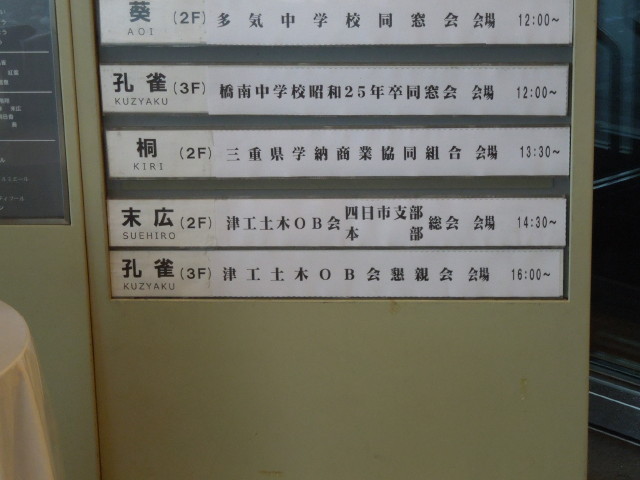 葵 (2F) 多気中学校同窓会 会場 12:00~
AOI
孔雀 (3F) 橋南中学校昭和25年卒同窓会 会場 12:00~
KUZYAKU
桐 (2F) 三重県学納商業協同組合 会場 13:30~
KIRI
末広 (2F) 津工土木OB会 四日市支部 総会 会場 14:30~
本部
SUEHIRO
孔雀 (3F) 津工土木OB会懇親会 会場 16:00~
KUZYAKU